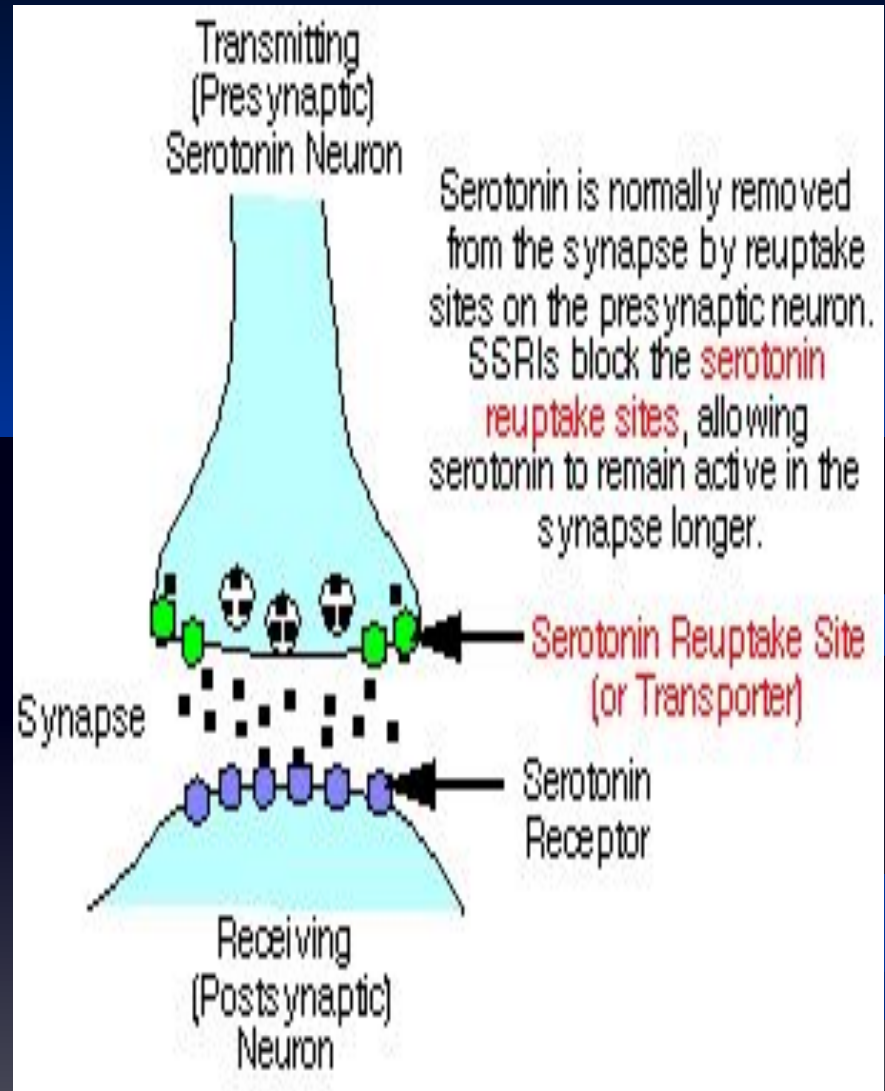 Transmitting
(Presynaptic)
Serotonin Neuron
Serotonin is normally removed
from the synapse by reuptake
sites on the presynaptic neuron.
SSRIs block the serotonin
reuptake sites, allowing
serotonin to remain active in the
synapse longer.
Serotonin Reuptake Site
(or Transporter)
Synapse
Serotonin
Receptor
Receiving
(Postsynaptic)
Neuron